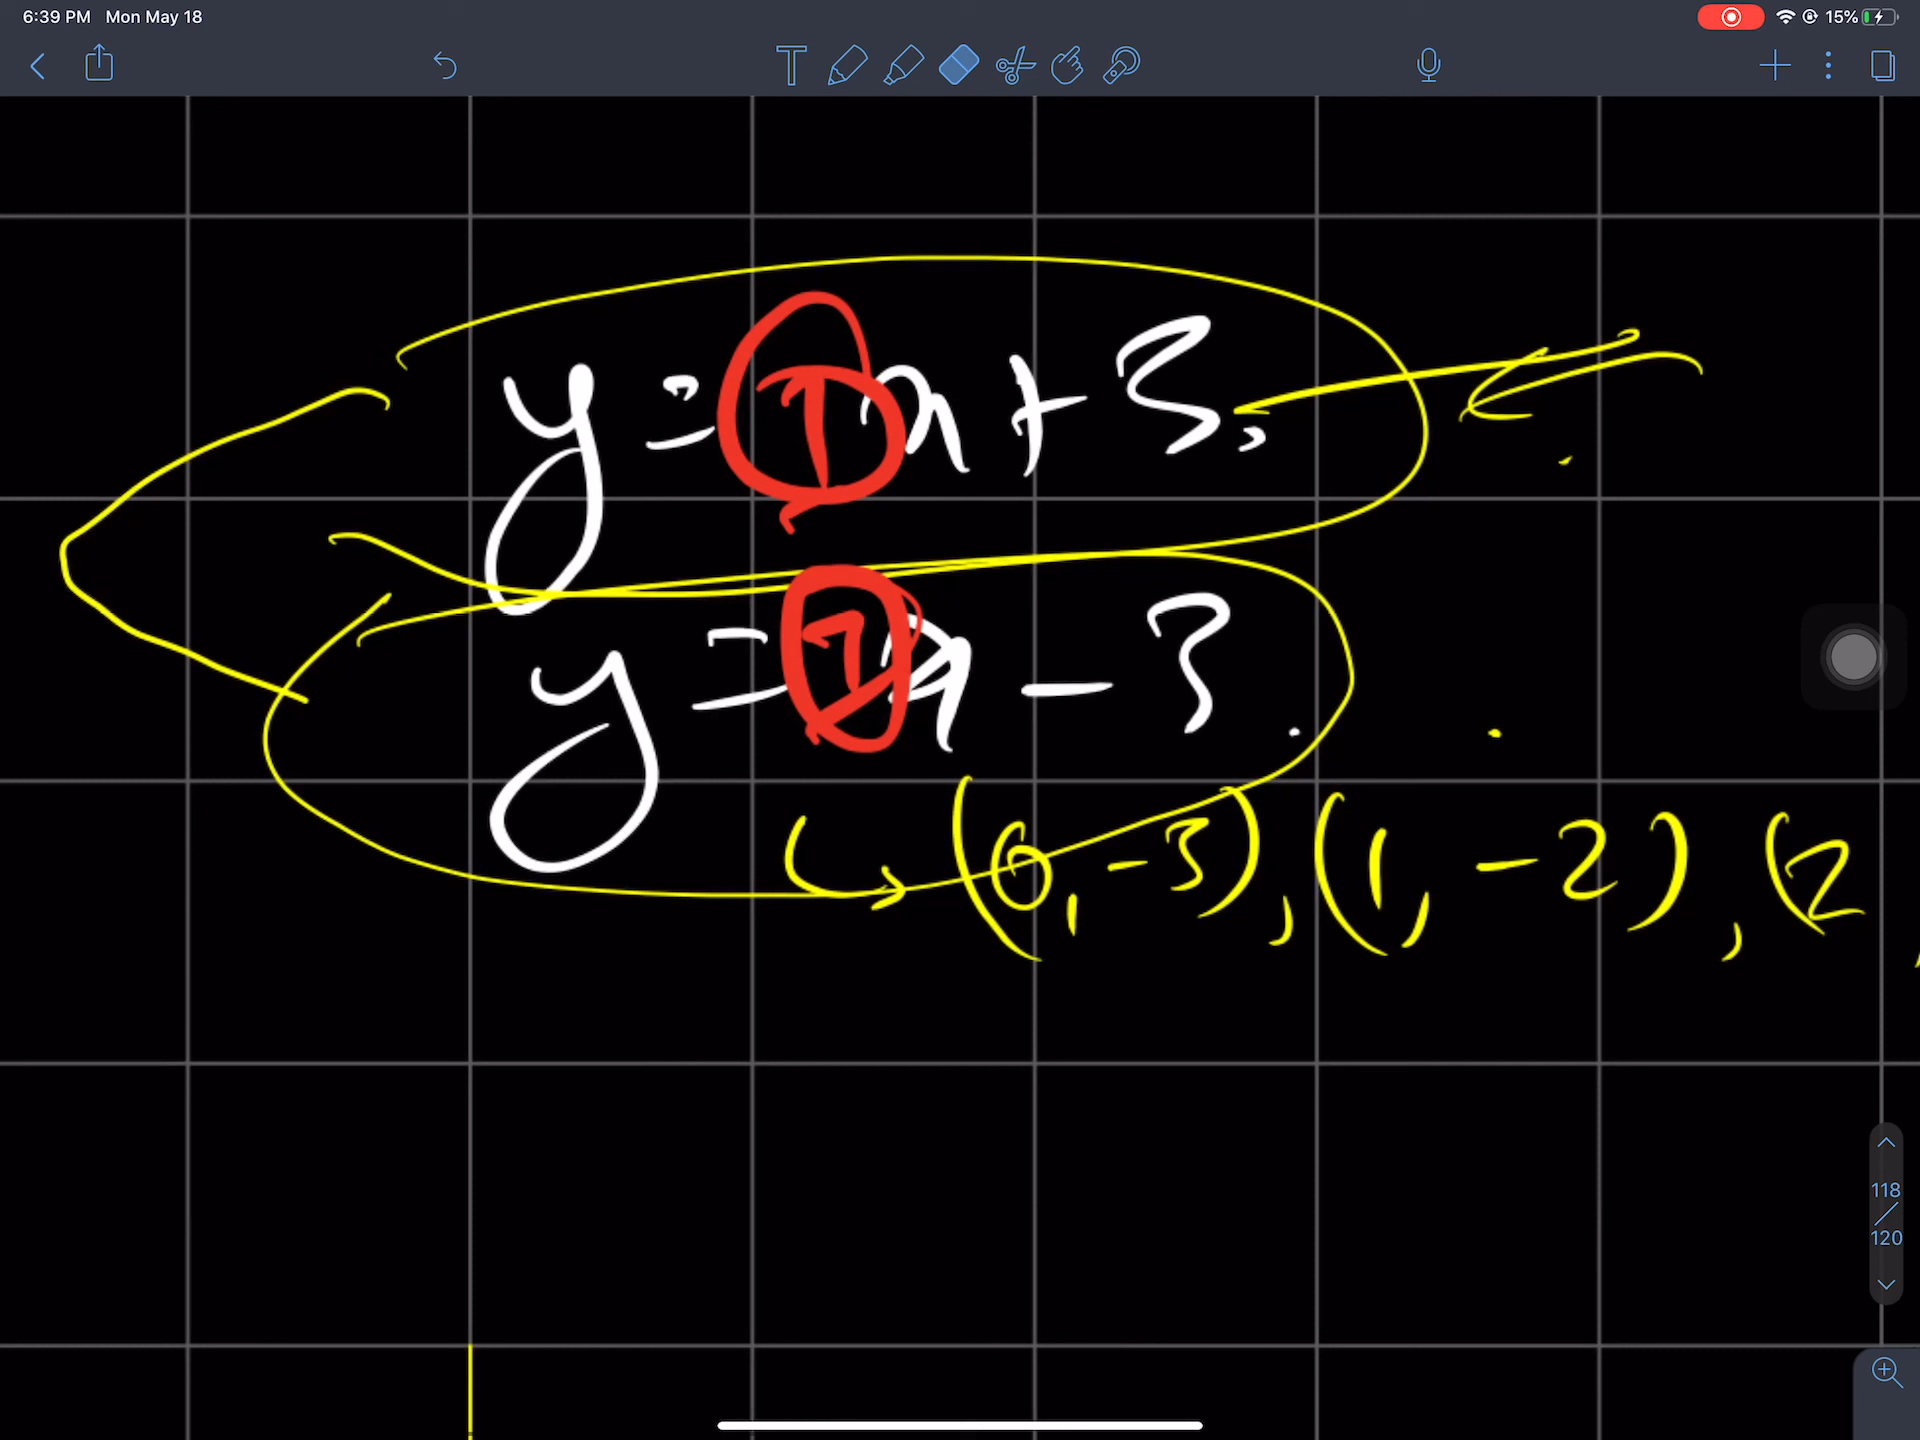 6:39 PM Mon May 18 15%
y = 1x + 3.
y = 1x - 3.
(0, -3), (1, -2), (2
118
120